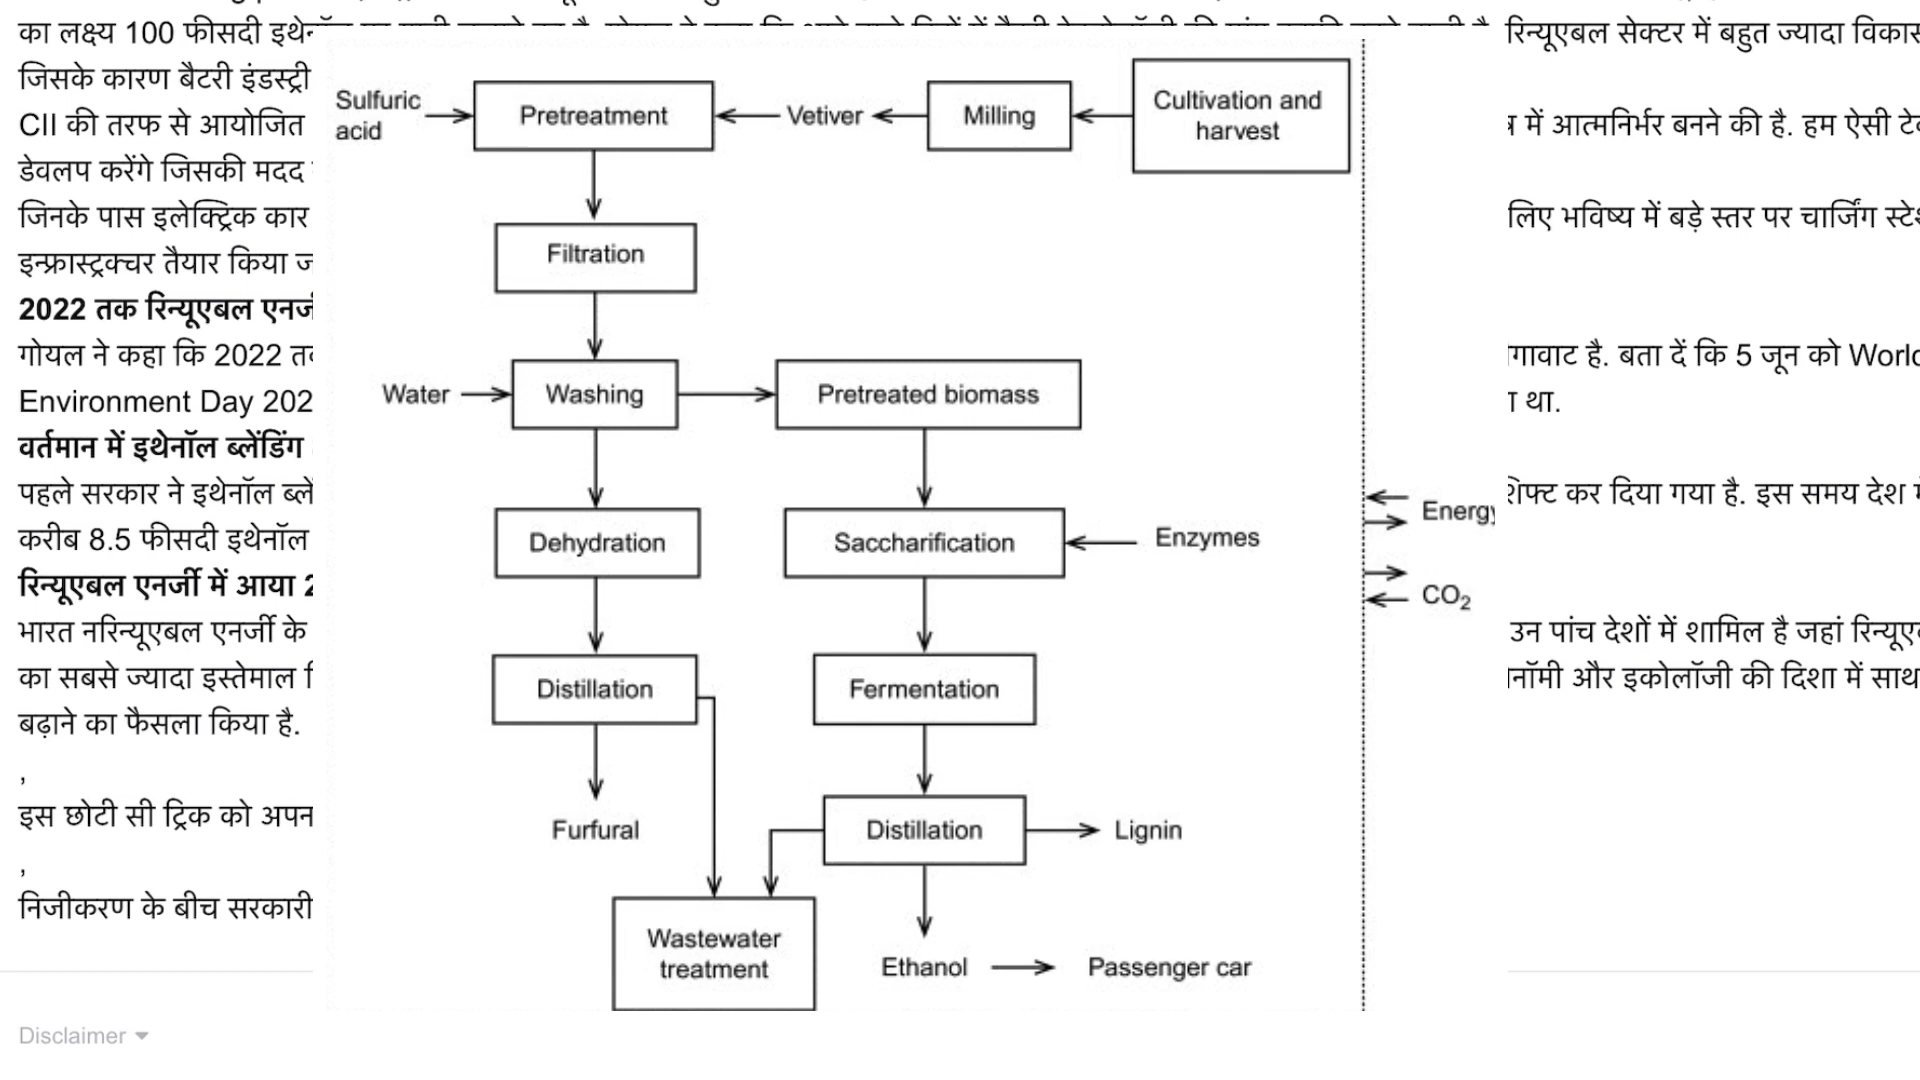 का लक्ष्य 100 फीसदी
रिन्यूएबल सेक्टर में बहुत ज्यादा
जिसके कारण बैटरी इंडस्ट्री
CII की तरफ से आयोजित
में आत्मनिर्भर बनने की है. हम ऐसी
डेवलप करेंगे जिसकी मदद
जिनके पास इलेक्ट्रिक कार
लिए भविष्य में बड़े स्तर पर चार्जिंग
इन्फ्रास्ट्रक्चर तैयार किया
2022 तक रिन्यूएबल
गोयल ने कहा कि 2022
है. बता दें कि 5 जून को
Environment Day
था.
वर्तमान में इथेनॉल ब्लेंडिंग
पहले सरकार ने इथेनॉल
कर दिया गया है. इस समय देश
करीब 8.5 फीसदी इथेनॉल
रिन्यूएबल एनर्जी में आया
भारत नरिन्यूएबल एनर्जी के
उन पांच देशों में शामिल है जहां
का सबसे ज्यादा इस्तेमाल
और इकोलॉजी की दिशा में साथ
बढ़ाने का फैसला किया है.
,
इस छोटी सी ट्रिक को
,
निजीकरण के बीच सरकारी
Disclaimer
Sulfuric
acid
Pretreatment
Vetiver
Milling
Cultivation and
harvest
Filtration
Water
Washing
Pretreated biomass
Dehydration
Saccharification
Enzymes
Energy
CO₂
Distillation
Fermentation
Furfural
Distillation
Lignin
Wastewater
treatment
Ethanol
Passenger car